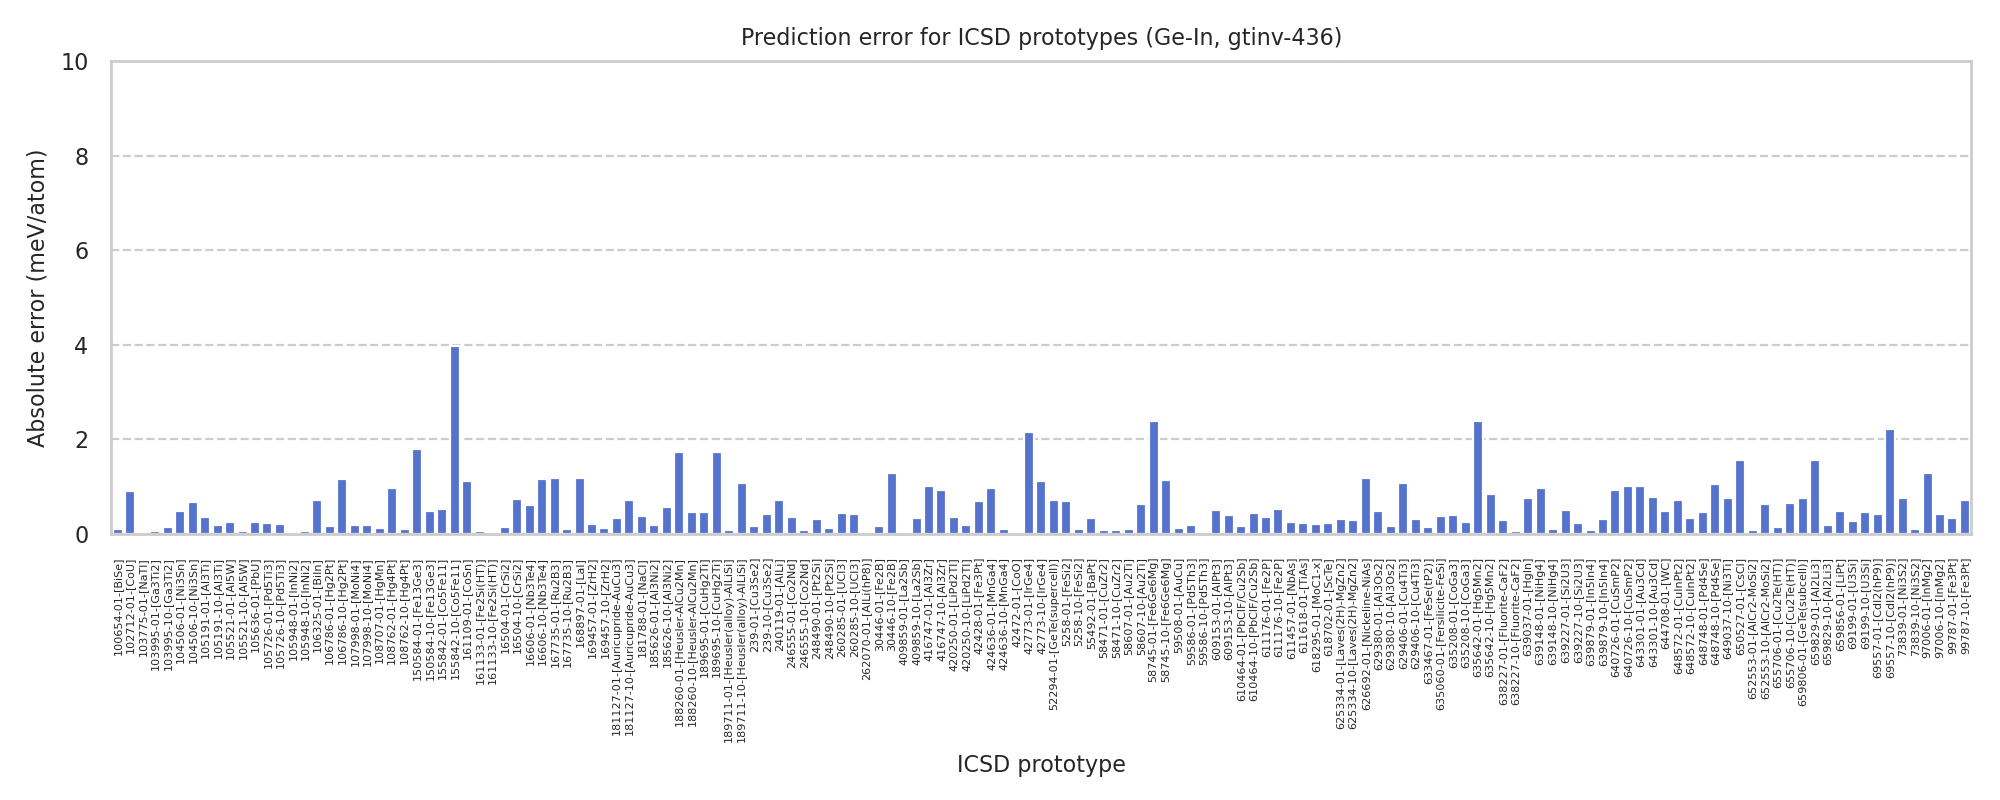 Prediction error for ICSD prototypes (Ge-In, gtinv-436)
Absolute error (meV/atom)
10
8
6
4
2
0
100654-01-[BiSe]
102712-01-[CoU]
103775-01-[NaTl]
103995-01-[Ga3Ti2]
103995-10-[Ga3Ti2]
104506-01-[Ni3Sn]
104506-10-[Ni3Sn]
105191-01-[Al3Ti]
105191-10-[Al3Ti]
105521-01-[Al5W]
105521-10-[Al5W]
105636-01-[PbU]
105726-01-[Pd5Ti3]
105726-10-[Pd5Ti3]
105948-01-[InNi2]
105948-10-[InNi2]
106325-01-[BiIn]
106786-01-[Hg2Pt]
106786-10-[Hg2Pt]
107998-01-[MoNi4]
107998-10-[MoNi4]
108707-01-[HgMn]
108762-01-[Hg4Pt]
108762-10-[Hg4Pt]
150584-01-[Fe13Ge3]
150584-10-[Fe13Ge3]
155842-01-[Co5Fe11]
155842-10-[Co5Fe11]
161109-01-[CoSn]
161133-01-[Fe2Si(HT)]
161133-10-[Fe2Si(HT)]
16504-01-[CrSi2]
16504-10-[CrSi2]
16606-01-[Nb3Te4]
16606-10-[Nb3Te4]
167735-01-[Ru2B3]
167735-10-[Ru2B3]
168897-01-[LaI]
169457-01-[ZrH2]
169457-10-[ZrH2]
181127-01-[Auricupride-AuCu3]
181127-10-[Auricupride-AuCu3]
181788-01-[NaCl]
185626-01-[Al3Ni2]
185626-10-[Al3Ni2]
188260-01-[Heusler-AlCu2Mn]
188260-10-[Heusler-AlCu2Mn]
189695-01-[CuHg2Ti]
189695-10-[CuHg2Ti]
189711-01-[Heusler(alloy)-AlLiSi]
189711-10-[Heusler(alloy)-AlLiSi]
239-01-[Cu3Se2]
239-10-[Cu3Se2]
240119-01-[AlLi]
246555-01-[Co2Nd]
246555-10-[Co2Nd]
248490-01-[Pt2Si]
248490-10-[Pt2Si]
260285-01-[UCl3]
260285-10-[UCl3]
262070-01-[AlLi(hP8)]
30446-01-[Fe2B]
30446-10-[Fe2B]
409859-01-[La2Sb]
409859-10-[La2Sb]
416747-01-[Al3Zr]
416747-10-[Al3Zr]
420250-01-[LiPd2Tl]
420250-10-[LiPd2Tl]
42428-01-[Fe3Pt]
424636-01-[MnGa4]
424636-10-[MnGa4]
42472-01-[CoO]
42773-01-[IrGe4]
42773-10-[IrGe4]
52294-01-[GeTe(supercell)]
5258-01-[FeSi2]
5258-10-[FeSi2]
55492-01-[BaPt]
58471-01-[CuZr2]
58471-10-[CuZr2]
58607-01-[Au2Ti]
58607-10-[Au2Ti]
58745-01-[Fe6Ge6Mg]
58745-10-[Fe6Ge6Mg]
59508-01-[AuCu]
59586-01-[Pd5Th3]
59586-10-[Pd5Th3]
609153-01-[AlPt3]
609153-10-[AlPt3]
610464-01-[PbClF/Cu2Sb]
610464-10-[PbClF/Cu2Sb]
611176-01-[Fe2P]
611176-10-[Fe2P]
611457-01-[NbAs]
611618-01-[TiAs]
618295-01-[MoC1-x]
618702-01-[ScTe]
625334-01-[Laves(2H)-MgZn2]
625334-10-[Laves(2H)-MgZn2]
626692-01-[Nickeline-NiAs]
629380-01-[Al3Os2]
629380-10-[Al3Os2]
629406-01-[Cu4Ti3]
629406-10-[Cu4Ti3]
633467-01-[FeSe(tP2)]
635060-01-[Fersilicite-FeSi]
635208-01-[CoGa3]
635208-10-[CoGa3]
635642-01-[Hg5Mn2]
635642-10-[Hg5Mn2]
638227-01-[Fluorite-CaF2]
638227-10-[Fluorite-CaF2]
639037-01-[HgIn]
639148-01-[NiHg4]
639148-10-[NiHg4]
639227-01-[Si2U3]
639227-10-[Si2U3]
639879-01-[In5In4]
639879-10-[In5In4]
640726-01-[CuSmP2]
640726-10-[CuSmP2]
643301-01-[Au3Cd]
643301-10-[Au3Cd]
644708-01-[WC]
648572-01-[CuInPt2]
648572-10-[CuInPt2]
648748-01-[Pd4Se]
648748-10-[Pd4Se]
649037-10-[Ni3Ti]
650527-01-[CsCl]
652553-01-[AlCr2-MoSi2]
652553-10-[AlCr2-MoSi2]
655706-01-[Cu2Te(HT)]
655706-10-[Cu2Te(HT)]
659806-01-[GeTe(subcell)]
659829-01-[Al2Li3]
659829-10-[Al2Li3]
659856-01-[LiPt]
69199-01-[U3Si]
69199-10-[U3Si]
69557-01-[CdI2(hP9)]
69557-10-[CdI2(hP9)]
73839-01-[Ni3S2]
73839-10-[Ni3S2]
97006-01-[InMg2]
97006-10-[InMg2]
99787-01-[Fe3Pt]
99787-10-[Fe3Pt]
ICSD prototype